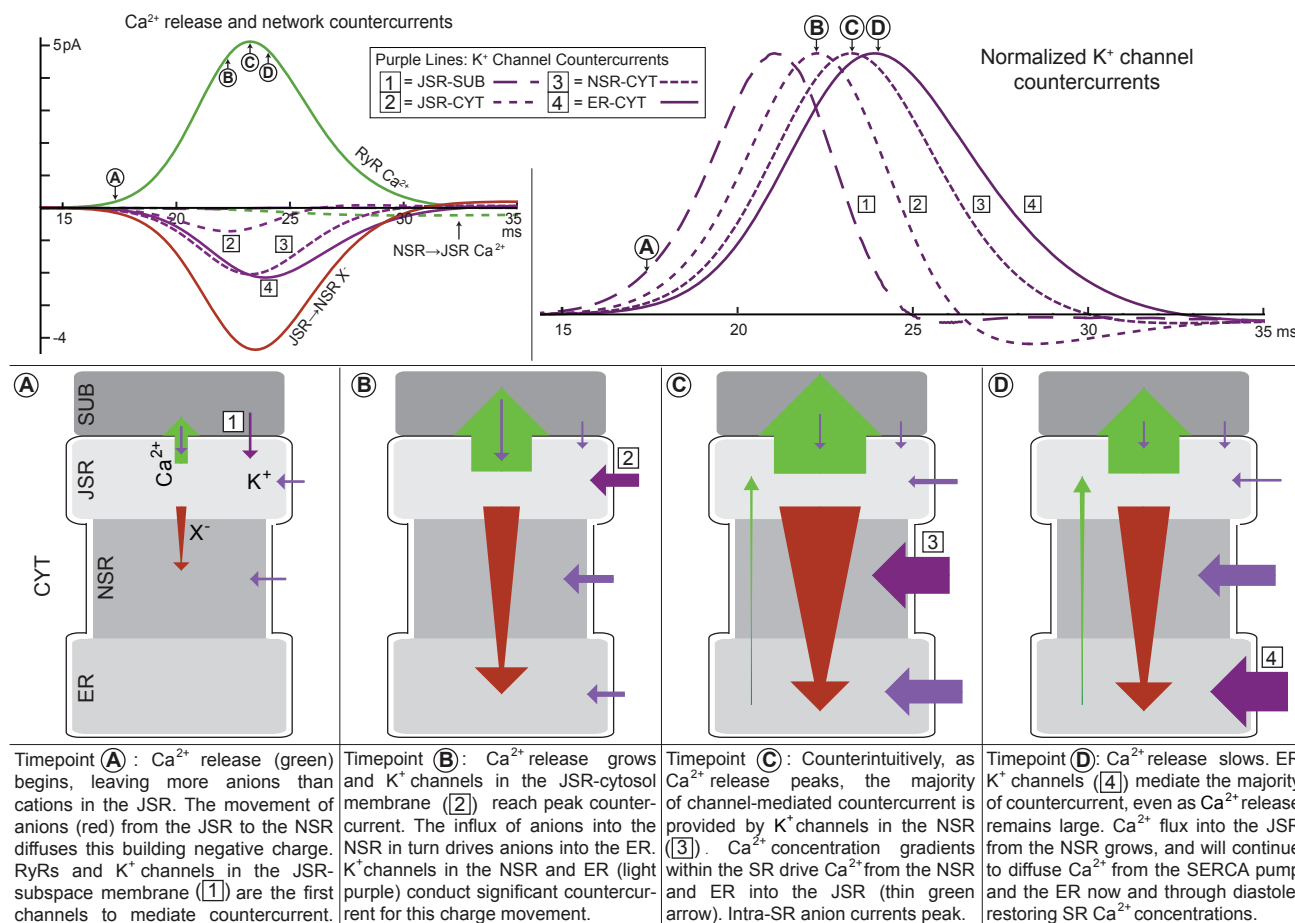 Ca²⁺ release and network countercurrents
5pA
B
C
D
A
RyR Ca²⁺
15
20
25
30
35
ms
2
3
4
NSR→JSR Ca²⁺
JSR→NSR X⁻
-4
Purple Lines: K⁺ Channel Countercurrents
1 = JSR-SUB
3 = NSR-CYT
2 = JSR-CYT
4 = ER-CYT
Normalized K⁺ channel
countercurrents
B
C
D
A
1
2
3
4
15
20
25
30
35 ms
A
SUB
1
Ca²⁺
K⁺
JSR
X⁻
CYT
NSR
ER
B
2
C
3
D
4
Timepoint A : Ca²⁺ release (green)
begins, leaving more anions than
cations in the JSR. The movement of
anions (red) from the JSR to the NSR
diffuses this building negative charge.
RyRs and K⁺ channels in the JSR-
subspace membrane (1) are the first
channels to mediate countercurrent.
Timepoint B : Ca²⁺ release grows
and K⁺ channels in the JSR-cytosol
membrane (2) reach peak counter-
current. The influx of anions into the
NSR in turn drives anions into the ER.
K⁺channels in the NSR and ER (light
purple) conduct significant countercur-
rent for this charge movement.
Timepoint C : Counterintuitively, as
Ca²⁺ release peaks, the majority
of channel-mediated countercurrent is
provided by K⁺ channels in the NSR
(3). Ca²⁺concentration gradients
within the SR drive Ca²⁺from the NSR
and ER into the JSR (thin green
arrow). Intra-SR anion currents peak.
Timepoint D: Ca²⁺release slows. ER
K⁺ channels (4) mediate the majority
of countercurrent, even as Ca²⁺ release
remains large. Ca²⁺ flux into the JSR
from the NSR grows, and will continue
to diffuse Ca²⁺ from the SERCA pump
and the ER now and through diastole,
restoring SR Ca²⁺ concentrations.